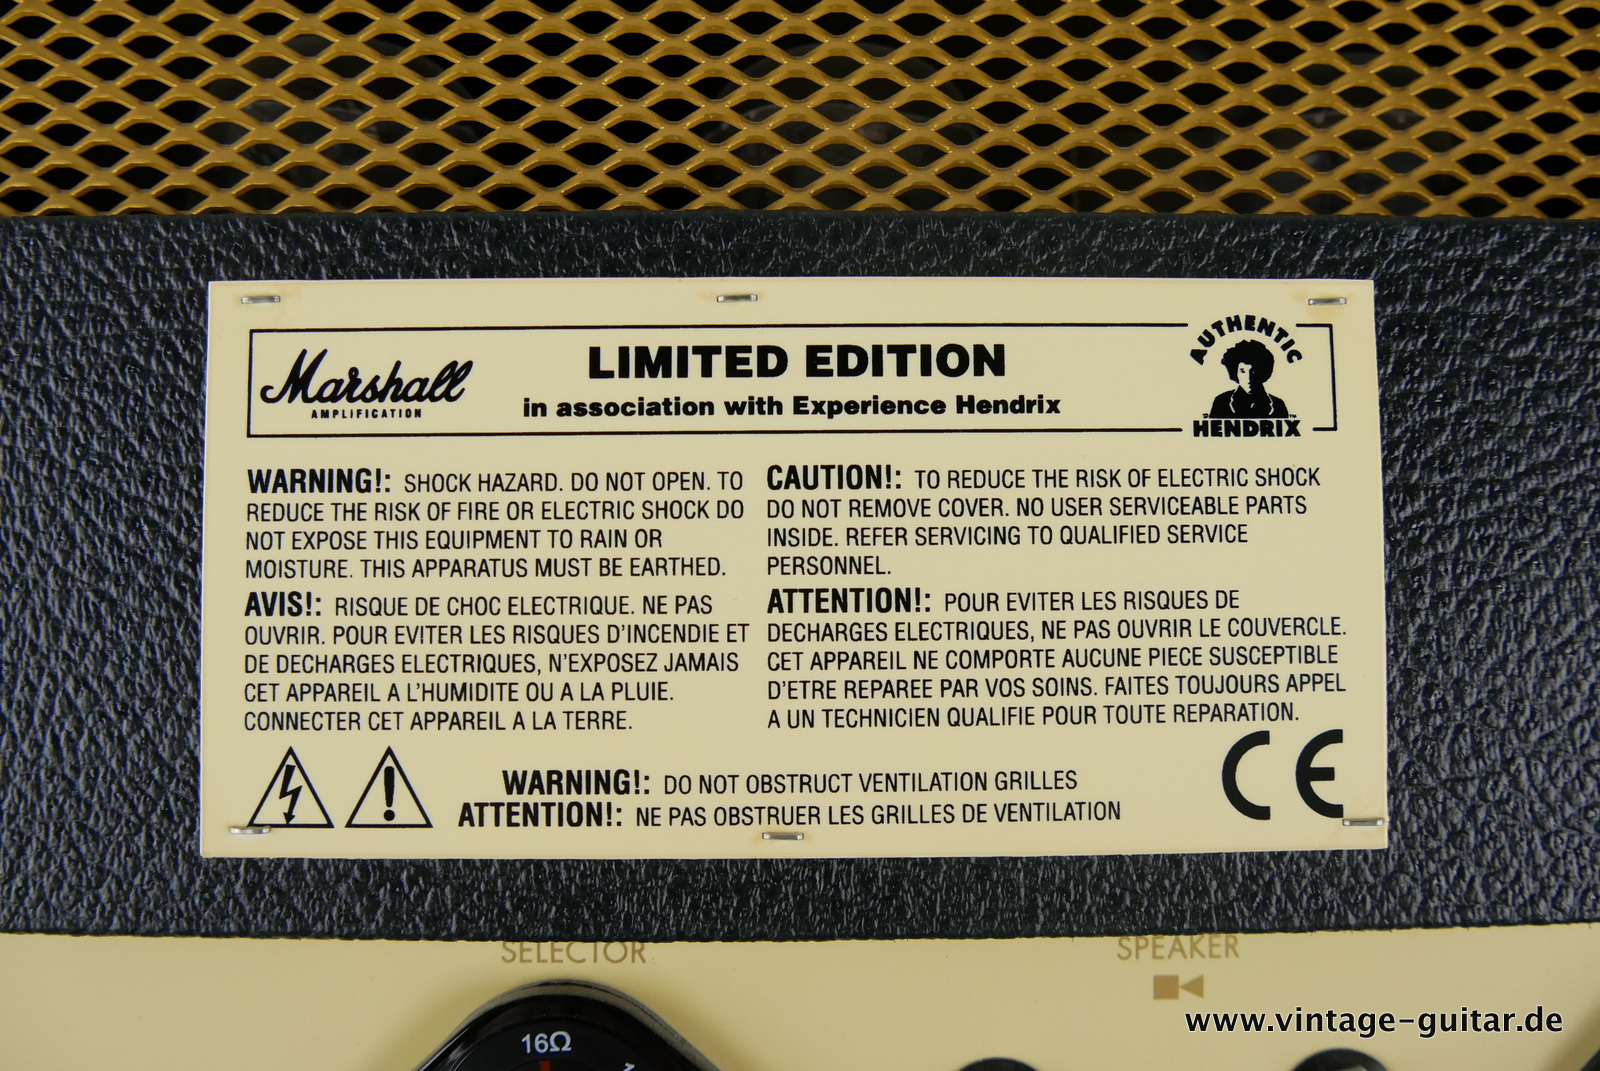 Marshall
AMPLIFICATION
LIMITED EDITION
in association with Experience Hendrix
AUTHENTIC
HENDRIX
WARNING!: SHOCK HAZARD. DO NOT OPEN. TO
REDUCE THE RISK OF FIRE OR ELECTRIC SHOCK DO
NOT EXPOSE THIS EQUIPMENT TO RAIN OR
MOISTURE. THIS APPARATUS MUST BE EARTHED.
AVIS!: RISQUE DE CHOC ELECTRIQUE. NE PAS
OUVRIR. POUR EVITER LES RISQUES D'INCENDIE ET
DE DECHARGES ELECTRIQUES, N'EXPOSEZ JAMAIS
CET APPAREIL A L'HUMIDITE OU A LA PLUIE.
CONNECTER CET APPAREIL A LA TERRE.
CAUTION!: TO REDUCE THE RISK OF ELECTRIC SHOCK
DO NOT REMOVE COVER. NO USER SERVICEABLE PARTS
INSIDE. REFER SERVICING TO QUALIFIED SERVICE
PERSONNEL.
ATTENTION!: POUR EVITER LES RISQUES DE
DECHARGES ELECTRIQUES, NE PAS OUVRIR LE COUVERCLE.
CET APPAREIL NE COMPORTE AUCUNE PIECE SUSCEPTIBLE
D'ETRE REPAREE PAR VOS SOINS. FAITES TOUJOURS APPEL
A UN TECHNICIEN QUALIFIE POUR TOUTE REPARATION.
WARNING!: DO NOT OBSTRUCT VENTILATION GRILLES
ATTENTION!: NE PAS OBSTRUER LES GRILLES DE VENTILATION
CE
SELECTOR
SPEAKER
16Ω
www.vintage-guitar.de